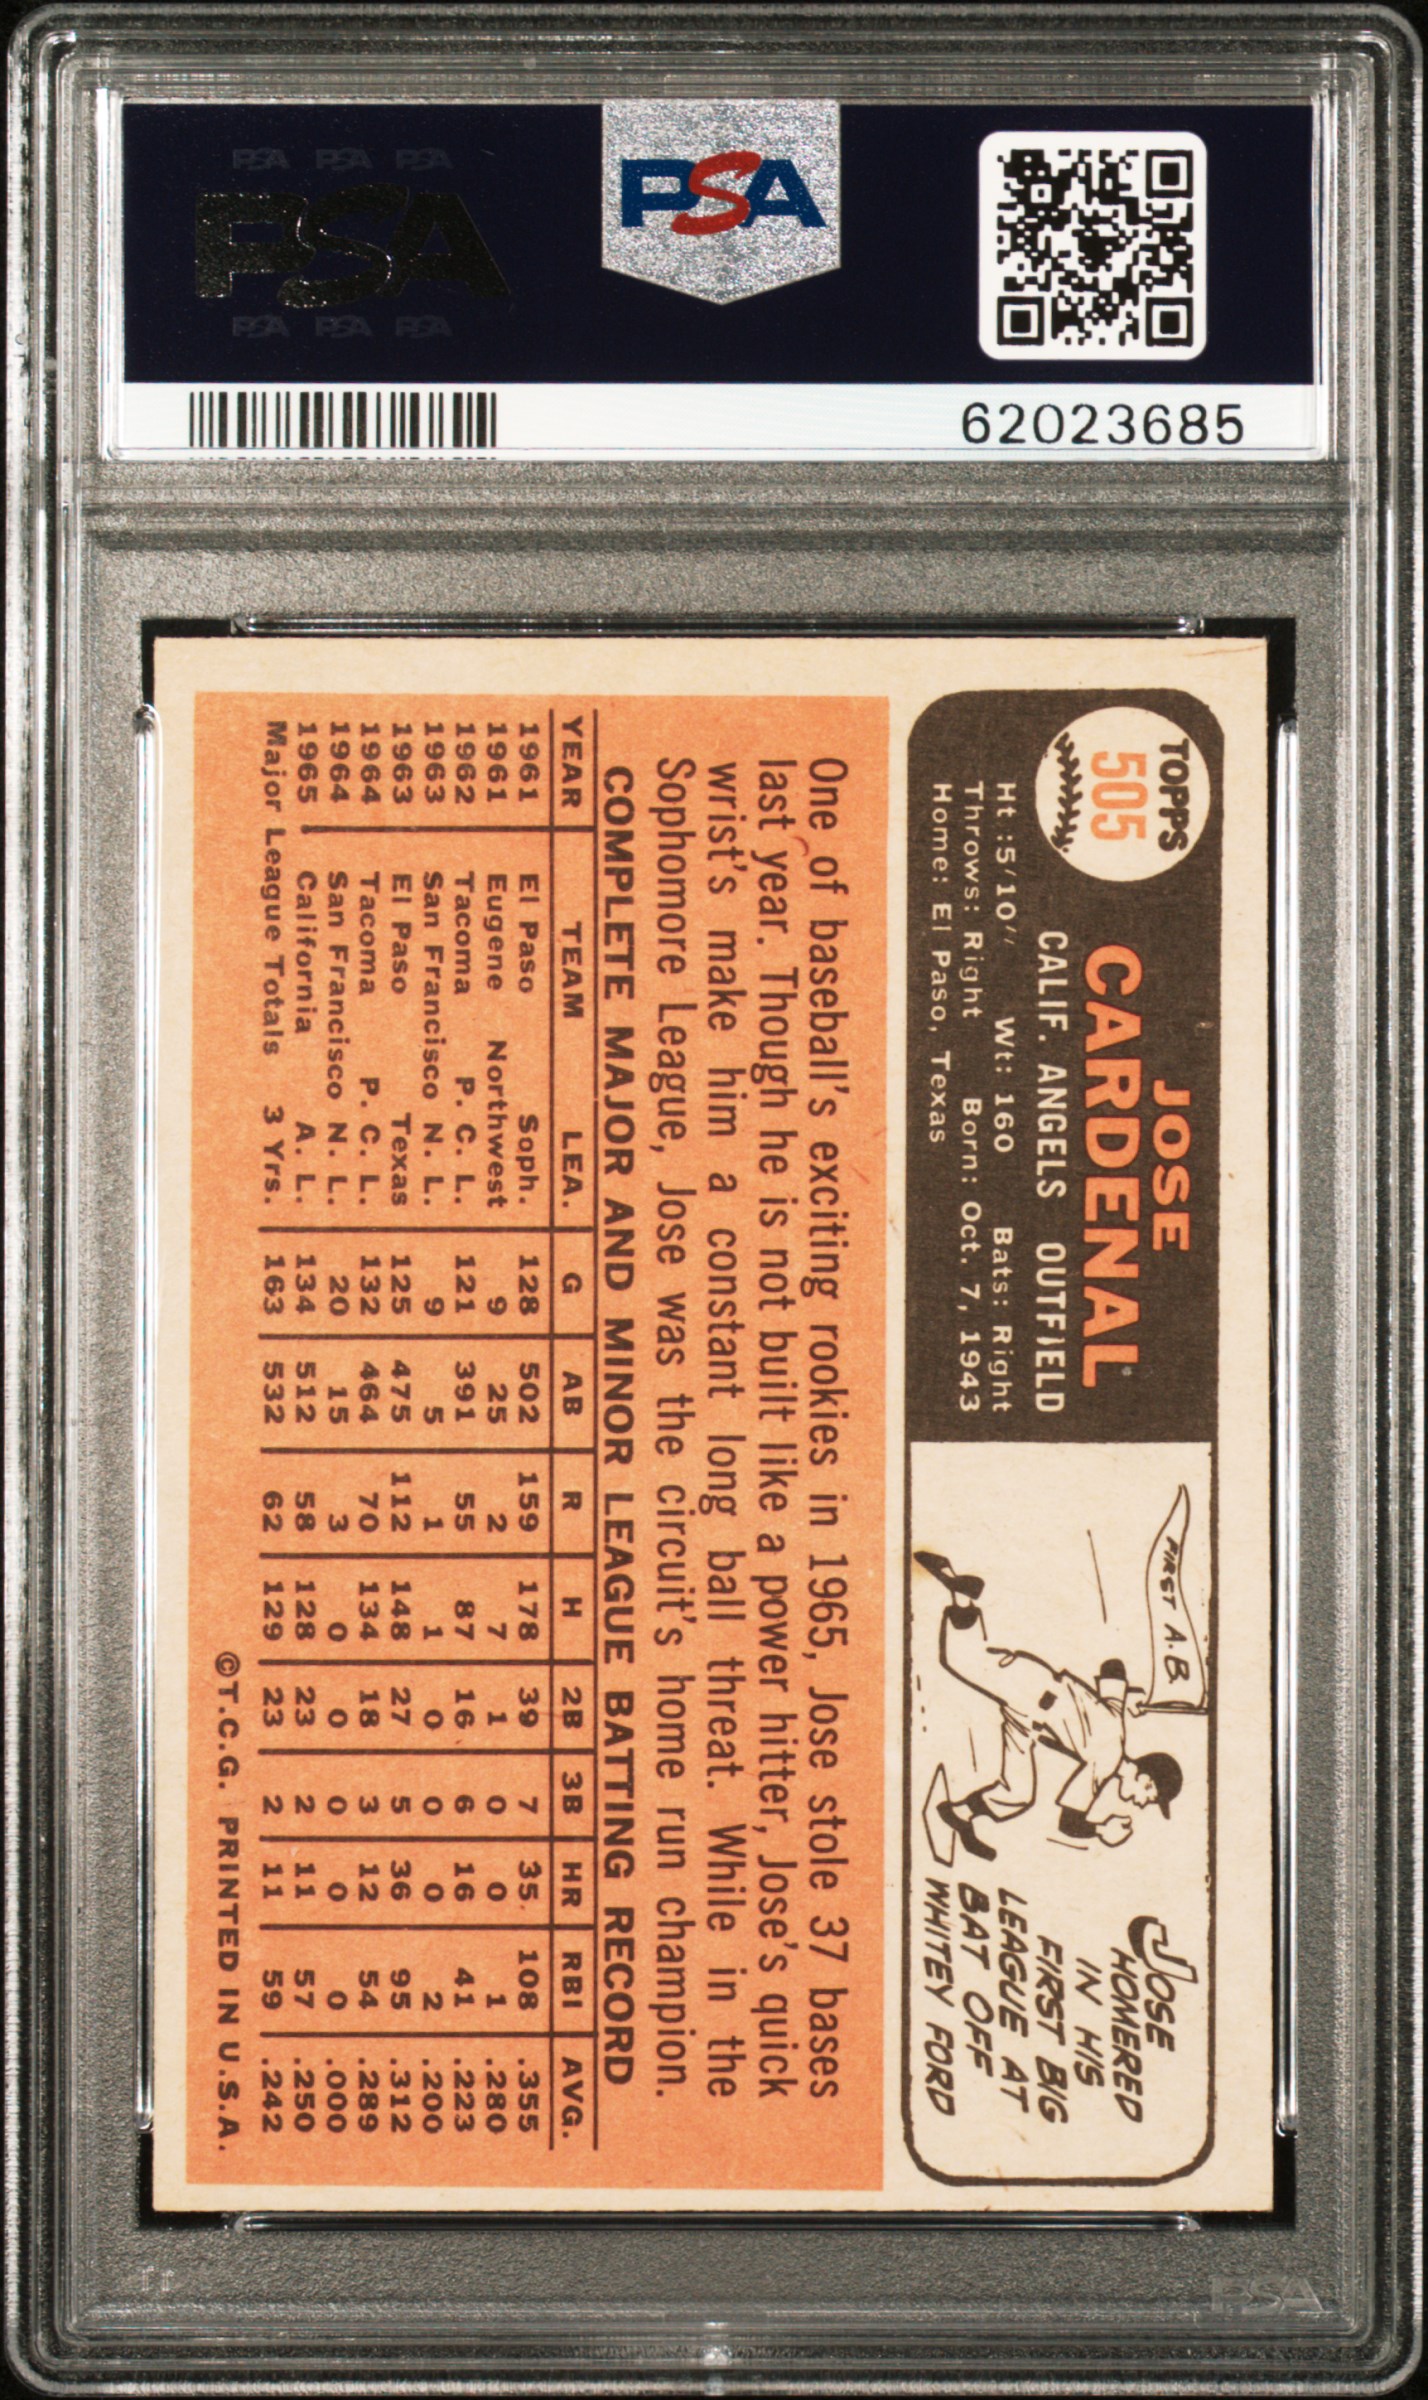 PSA PSA PSA
PSA
PSA PSA PSA
PSA
62023685
TOPPS
505
JOSE
CARDENAL
CALIF. ANGELS OUTFIELD
Ht :5'10" Wt: 160 Bats: Right
Throws: Right Born: Oct. 7, 1943
Home: El Paso, Texas
FIRST A.B.
JOSE
HOMERED
IN HIS
FIRST BIG
LEAGUE AT
BAT OFF
WHITEY FORD
One of baseball's exciting rookies in 1965, Jose stole 37 bases
last year. Though he is not built like a power hitter, Jose's quick
wrist's make him a constant long ball threat. While in the
Sophomore League, Jose was the circuit's home run champion.
COMPLETE MAJOR AND MINOR LEAGUE BATTING RECORD
YEAR TEAM LEA. G AB R H 2B 3B HR RBI AVG.
1961 El Paso Soph. 128 502 159 178 39 7 35 108 .355
1961 Eugene Northwest 9 25 2 7 1 0 0 1 .280
1962 Tacoma P. C. L. 121 391 55 87 16 6 16 41 .223
1963 San Francisco N. L. 9 5 1 1 0 0 0 2 .200
1963 El Paso Texas 125 475 112 148 27 5 36 95 .312
1964 Tacoma P. C. L. 132 464 70 134 18 3 12 54 .289
1964 San Francisco N. L. 20 15 3 0 0 0 0 0 .000
1965 California A. L. 134 512 58 128 23 2 11 57 .250
Major League Totals 3 Yrs. 163 532 62 129 23 2 11 59 .242
©T.C.G. PRINTED IN U.S.A.
PSA